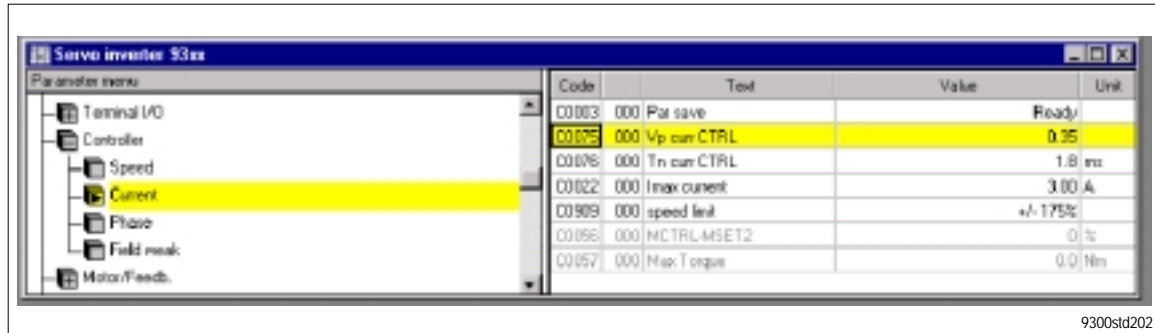 Servo inverter 93xx
Parameter menu
Terminal I/O
Controller
Speed
Current
Phase
Field weak
Motor/Feedb.
Code Text Value Unit
C0003 000 Par save Ready
C0075 000 Vp curr CTRL 0.35
C0076 000 Tn curr CTRL 1.8 ms
C0022 000 Imax current 3.00 A
C0909 000 speed limit +/- 175%
C0056 000 MCTRL-MSET2 0 %
C0057 000 Max Torque 0.0 Nm
9300std202